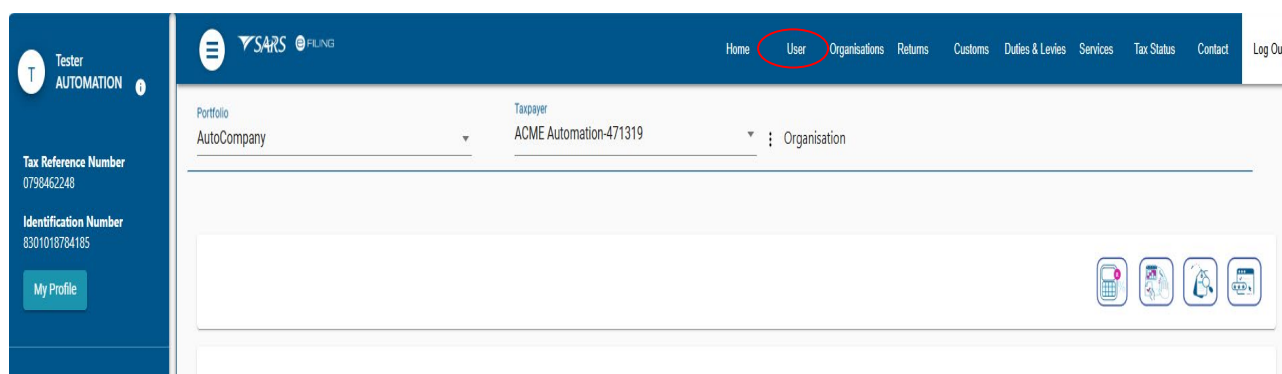 T
Tester
AUTOMATION
Tax Reference Number
0798462248
Identification Number
8301018784185
My Profile
SARS eFILING
Home User Organisations Returns Customs Duties & Levies Services Tax Status Contact Log Ou
Portfolio
AutoCompany
Taxpayer
ACME Automation-471319
Organisation